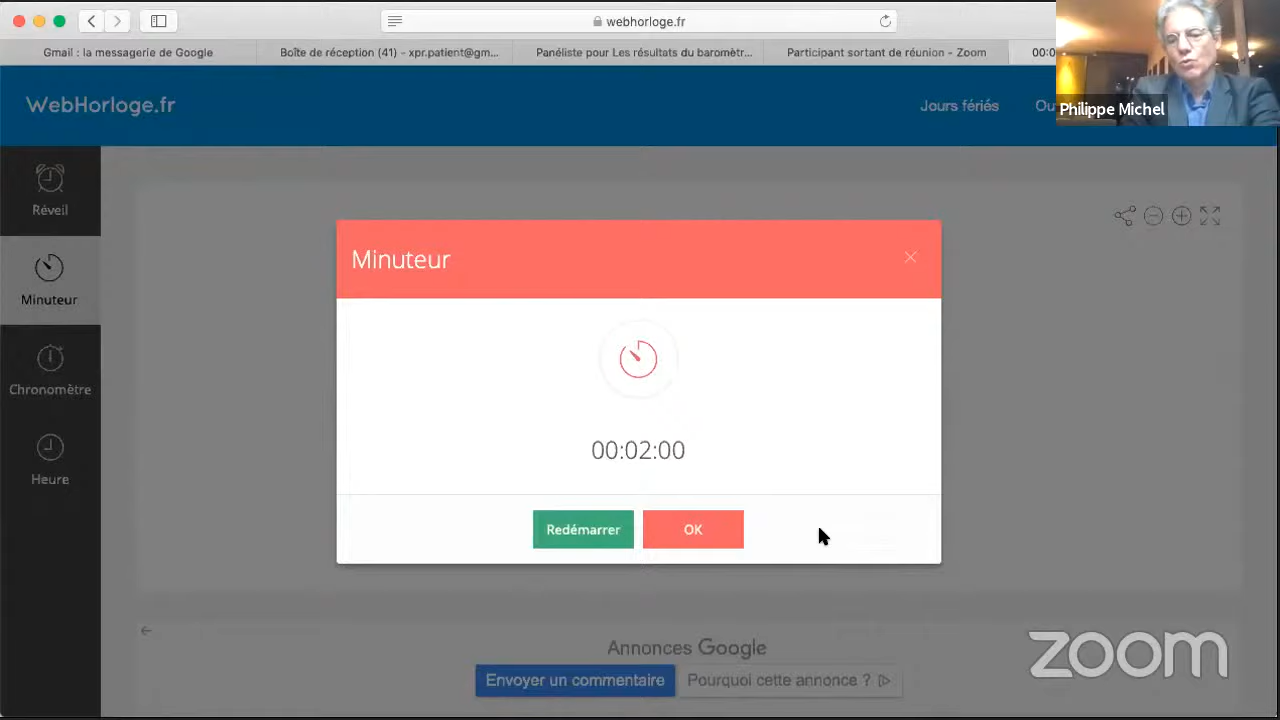 webhorloge.fr
Gmail : la messagerie de Google
Boîte de réception (41) - xpr.patient@gm...
Panéliste pour Les résultats du baromètr...
Participant sortant de réunion - Zoom
WebHorloge.fr
Jours fériés
Philippe Michel
Réveil
Minuteur
Chronomètre
Heure
Minuteur
00:02:00
Redémarrer
OK
Annonces Google
Envoyer un commentaire
Pourquoi cette annonce ?
zoom